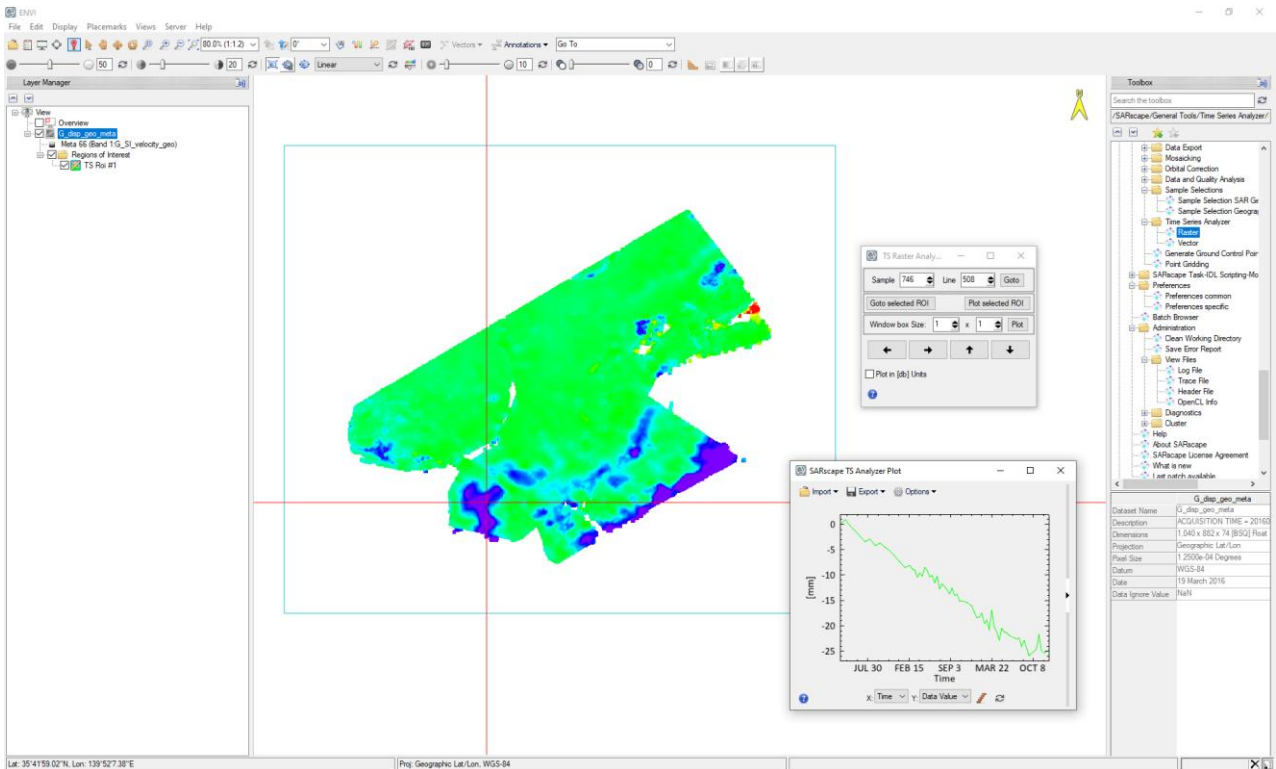 ENVI
File Edit Display Placemarks Views Server Help
80.0% (1:1.2) 0° Vectors Annotations Go To
50 20 Linear 10 0
Layer Manager
View
Overview
G_disp_geo_meta
Meta 66 (Band 1:G_SI_velocity_geo)
Regions of Interest
TS Roi #1
TS Raster Analy...
Sample 746 Line 508 Goto
Goto selected ROI Plot selected ROI
Window box Size: 1 x 1 Plot
Plot in [db] Units
SARscape TS Analyzer Plot
Import Export Options
0
-5
-10
-15
-20
-25
[mm]
JUL 30 FEB 15 SEP 3 MAR 22 OCT 8
Time
X: Time Y: Data Value
Toolbox
Search the toolbox
/SARscape/General Tools/Time Series Analyzer/
Data Export
Mosaicking
Orbital Correction
Data and Quality Analysis
Sample Selections
Sample Selection SAR Ge
Sample Selection Geogra
Time Series Analyzer
Raster
Vector
Generate Ground Control Poir
Point Gridding
SARscape Task-IDL Scripting-Mo
Preferences
Preferences common
Preferences specific
Batch Browser
Administration
Clean Working Directory
Save Error Report
View Files
Log File
Trace File
Header File
OpenCL Info
Diagnostics
Cluster
Help
About SARscape
SARscape License Agreement
What is new
Last patch available
G_disp_geo_meta
Dataset Name G_disp_geo_meta
Description ACQUISITION TIME = 20160
Dimensions 1,040 x 882 x 74 [BSQ] Float
Projection Geographic Lat/Lon
Pixel Size 1.2500e-04 Degrees
Datum WGS-84
Date 19 March 2016
Data Ignore Value NaN
Lat: 35°41'59.02"N, Lon: 139°52'7.38"E Proj: Geographic Lat/Lon, WGS-84